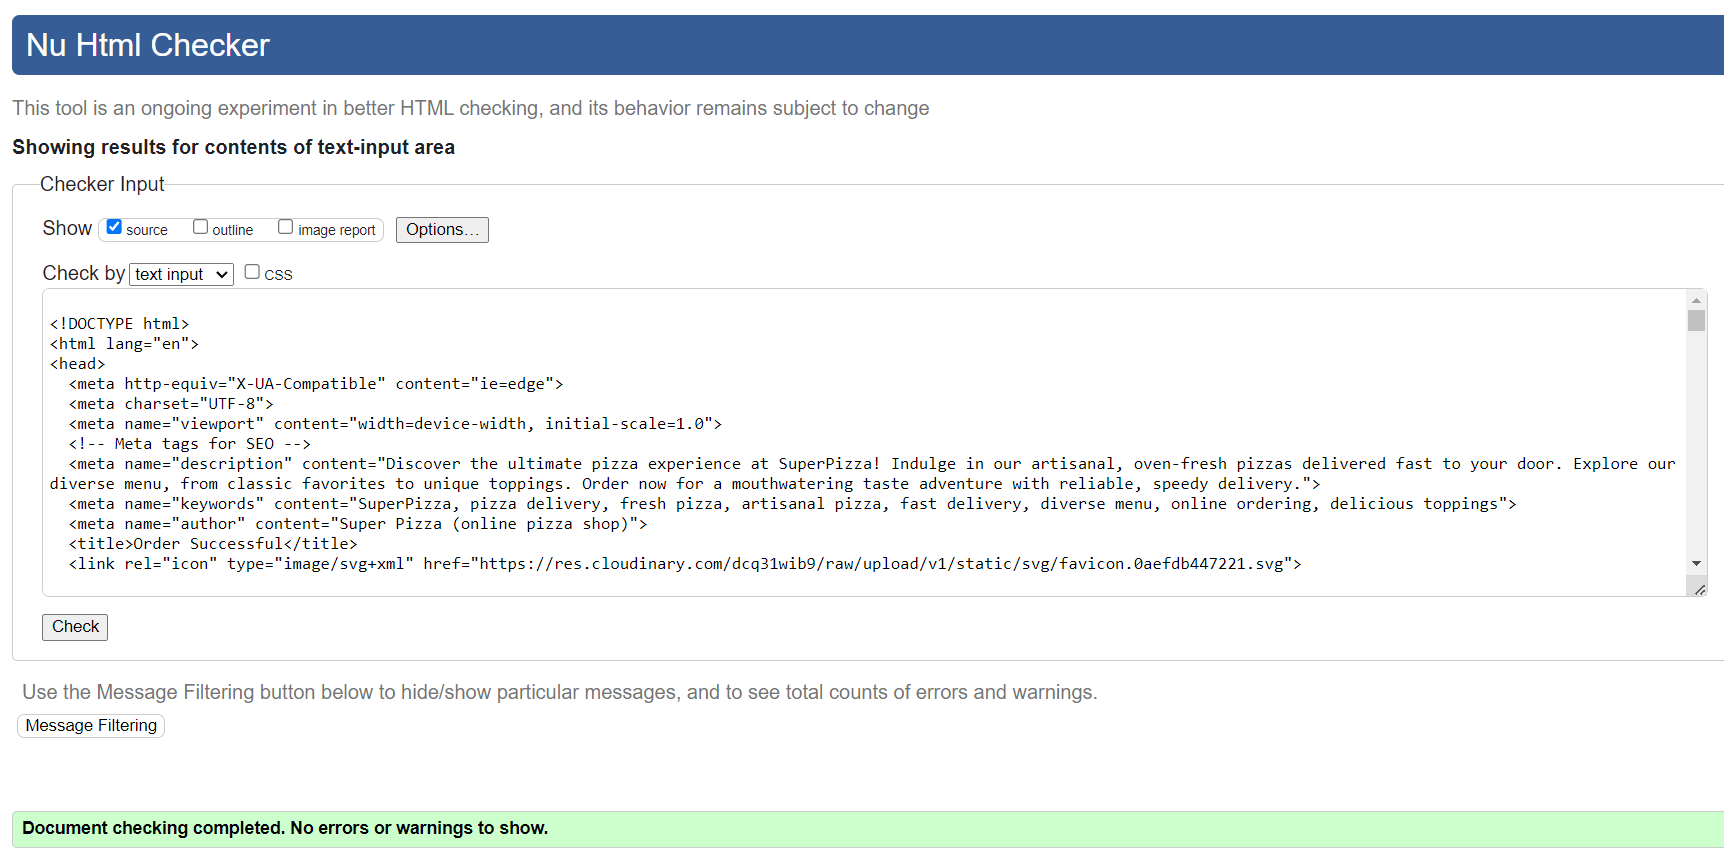 Nu Html Checker
This tool is an ongoing experiment in better HTML checking, and its behavior remains subject to change
Showing results for contents of text-input area
Checker Input
Show source outline image report Options...
Check by text input CSS
<!DOCTYPE html>
<html lang="en">
<head>
<meta http-equiv="X-UA-Compatible" content="ie=edge">
<meta charset="UTF-8">
<meta name="viewport" content="width=device-width, initial-scale=1.0">
<!-- Meta tags for SEO -->
<meta name="description" content="Discover the ultimate pizza experience at SuperPizza! Indulge in our artisanal, oven-fresh pizzas delivered fast to your door. Explore our
diverse menu, from classic favorites to unique toppings. Order now for a mouthwatering taste adventure with reliable, speedy delivery.">
<meta name="keywords" content="SuperPizza, pizza delivery, fresh pizza, artisanal pizza, fast delivery, diverse menu, online ordering, delicious toppings">
<meta name="author" content="Super Pizza (online pizza shop)">
<title>Order Successful</title>
<link rel="icon" type="image/svg+xml" href="https://res.cloudinary.com/dcq31wib9/raw/upload/v1/static/svg/favicon.0aefdb447221.svg">
Check
Use the Message Filtering button below to hide/show particular messages, and to see total counts of errors and warnings.
Message Filtering
Document checking completed. No errors or warnings to show.